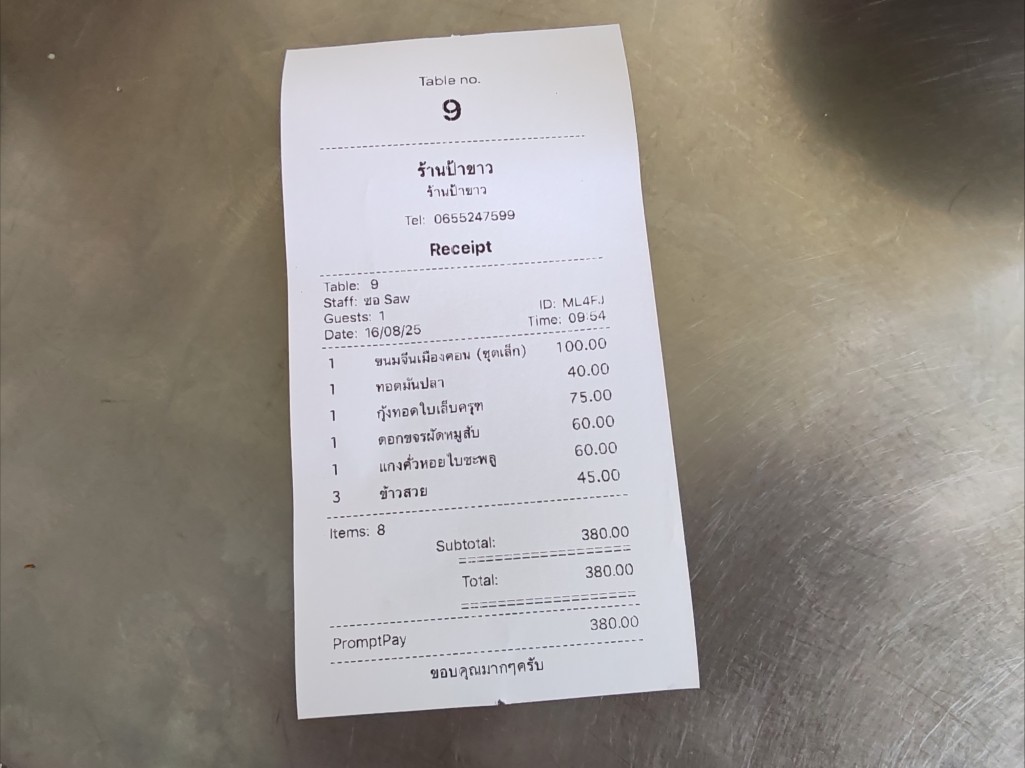 Table no.
9
ร้านป้าขาว
ร้านป้าขาว
Tel: 0655247599
Receipt
Table: 9
Staff: ซอ Saw
Guests: 1 ID: ML4FJ
Date: 16/08/25 Time: 09:54
1 ขนมจีนเมืองคอน (ชุดเล็ก) 100.00
1 ทอดมันปลา 40.00
1 กุ้งทอดใบเล็บครุฑ 75.00
1 ดอกขจรผัดหมูสับ 60.00
1 แกงคั่วหอยใบชะพลู 60.00
3 ข้าวสวย 45.00
Items: 8
Subtotal: 380.00
Total: 380.00
PromptPay 380.00
ขอบคุณมากๆครับ